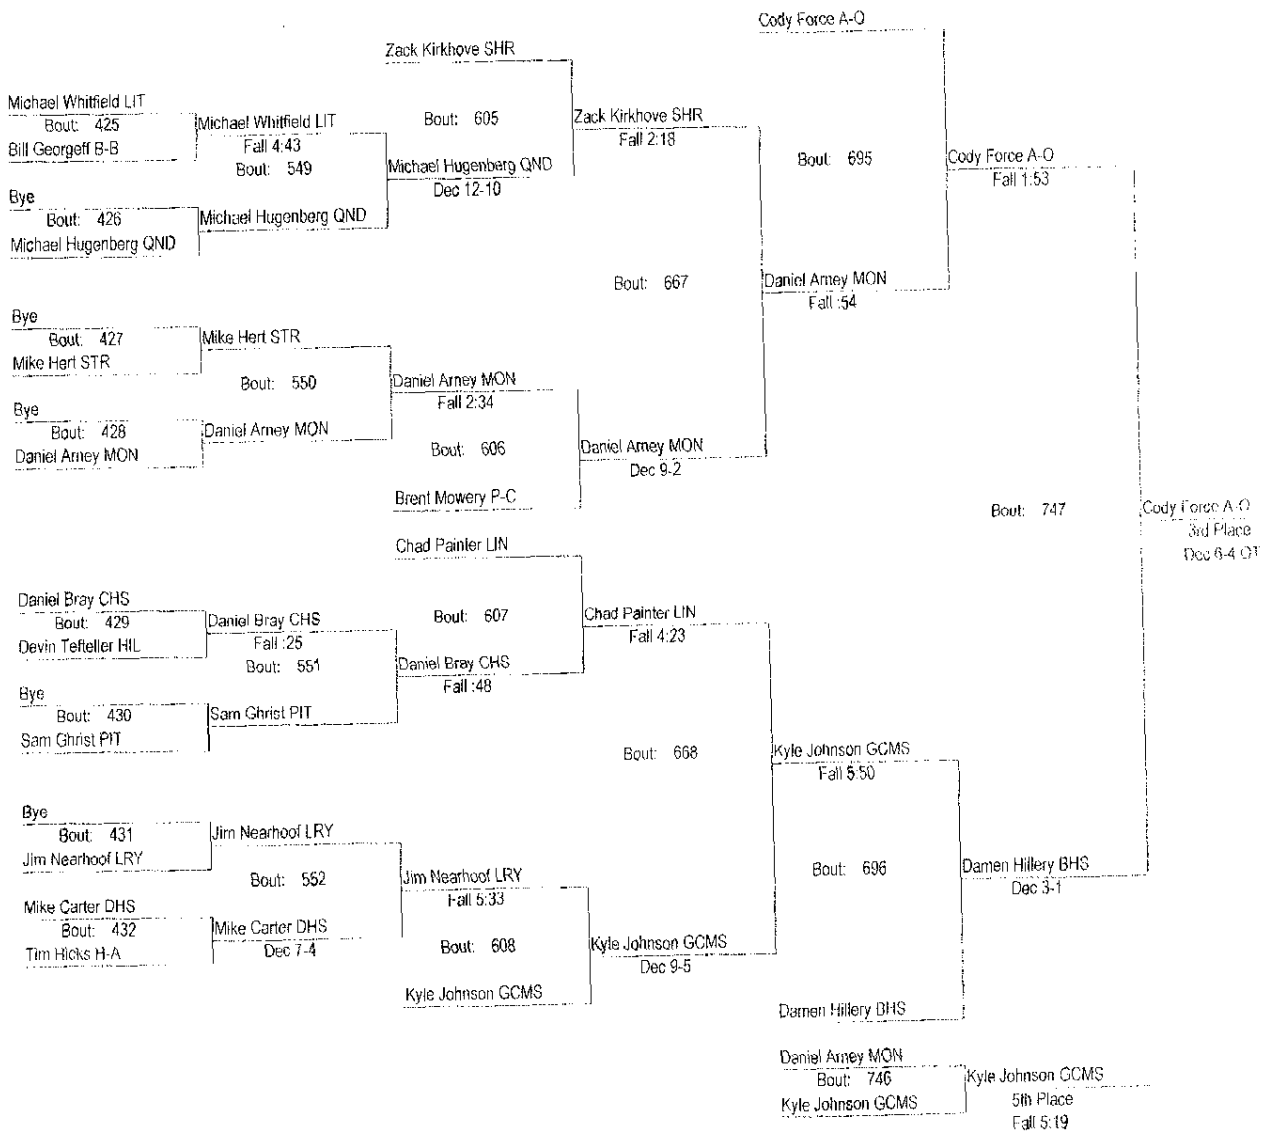 Cody Force A-O
Zack Kirkhove SHR
Michael Whitfield LIT
Bout: 425
Bill Georgeff B-B
Michael Whitfield LIT
Fall 4:43
Bout: 549
Bout: 605
Zack Kirkhove SHR
Fall 2:18
Michael Hugenberg QND
Dec 12-10
Bye
Bout: 426
Michael Hugenberg QND
Michael Hugenberg QND
Bout: 695
Cody Force A-O
Fall 1:53
Bout: 667
Daniel Arney MON
Fall :54
Bye
Bout: 427
Mike Hert STR
Mike Hert STR
Bout: 550
Daniel Arney MON
Fall 2:34
Bye
Bout: 428
Daniel Arney MON
Daniel Arney MON
Bout: 606
Daniel Arney MON
Dec 9-2
Brent Mowery P-C
Bout: 747
Cody Force A-O
3rd Place
Dec 6-4 OT
Chad Painter LIN
Daniel Bray CHS
Bout: 429
Devin Tefteller HIL
Daniel Bray CHS
Fall :25
Bout: 551
Bout: 607
Chad Painter LIN
Fall 4:23
Daniel Bray CHS
Fall :48
Bye
Bout: 430
Sam Ghrist PIT
Sam Ghrist PIT
Bout: 668
Kyle Johnson GCMS
Fall 5:50
Bye
Bout: 431
Jim Nearhoof LRY
Jim Nearhoof LRY
Bout: 552
Jim Nearhoof LRY
Fall 5:33
Mike Carter DHS
Bout: 432
Tim Hicks H-A
Mike Carter DHS
Dec 7-4
Bout: 608
Kyle Johnson GCMS
Dec 9-5
Kyle Johnson GCMS
Bout: 696
Damen Hillery BHS
Dec 3-1
Damen Hillery BHS
Daniel Arney MON
Bout: 746
Kyle Johnson GCMS
Kyle Johnson GCMS
5th Place
Fall 5:19